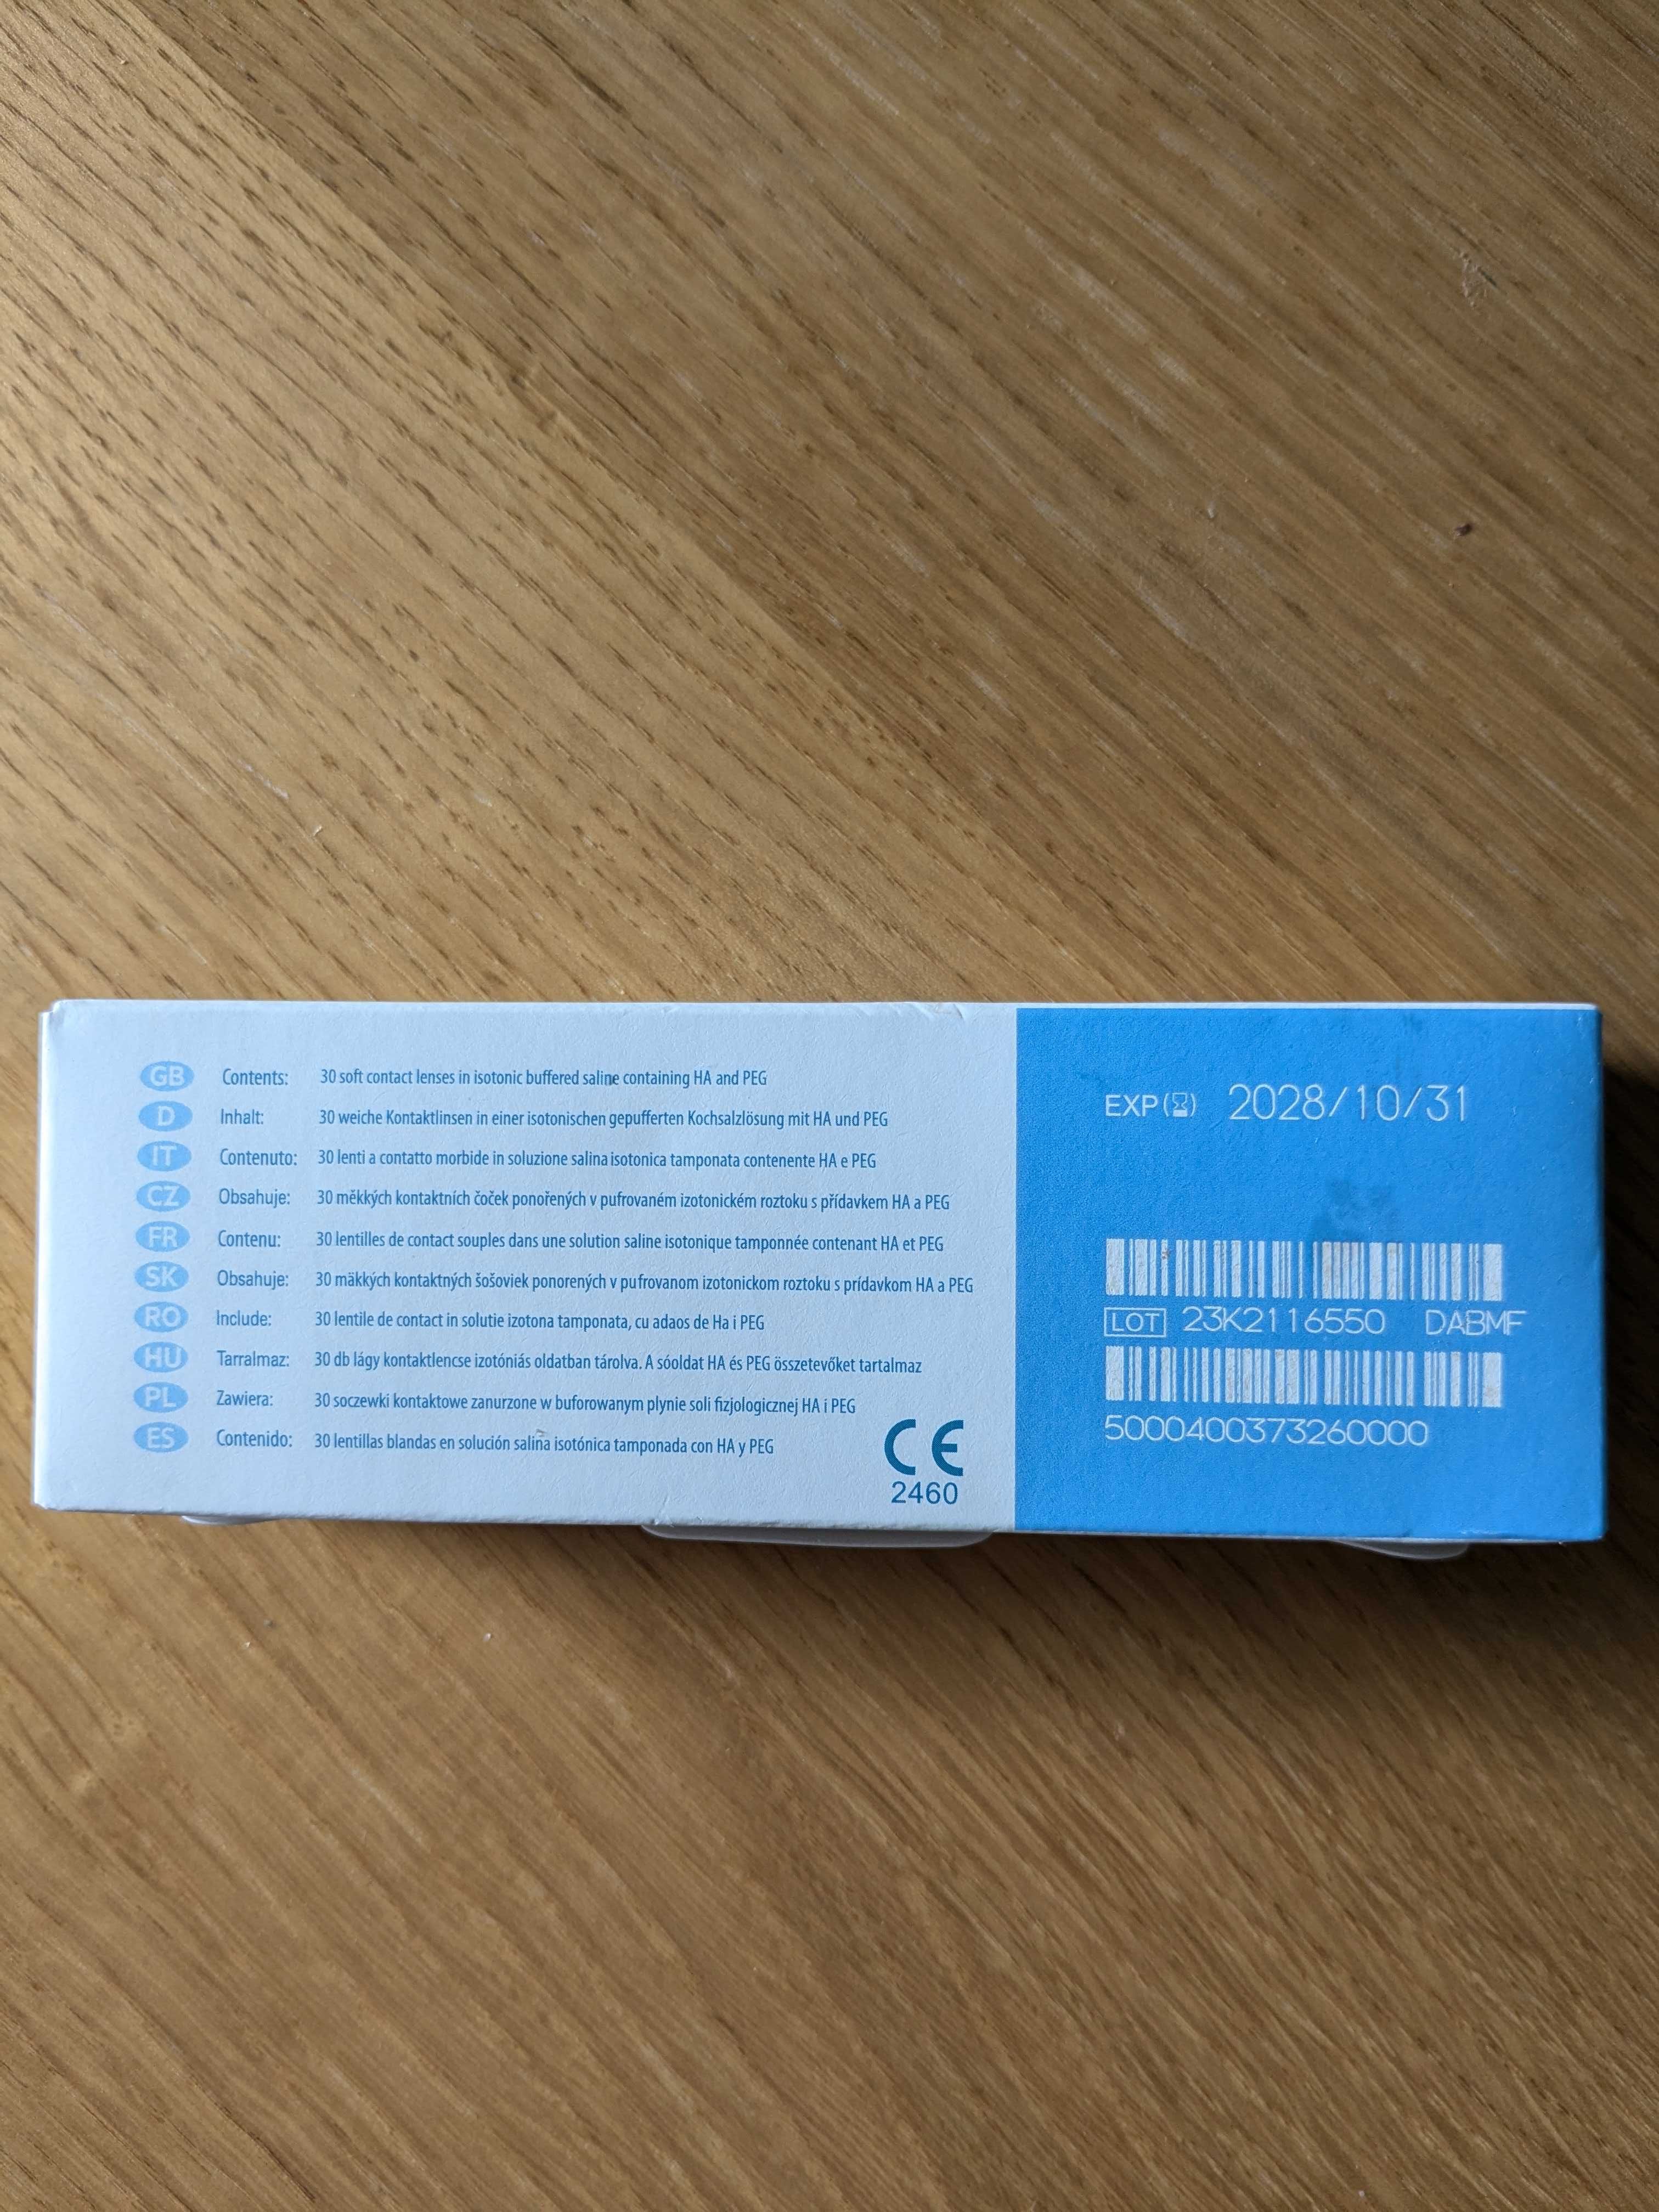 GB Contents: 30 soft contact lenses in isotonic buffered saline containing HA and PEG
D Inhalt: 30 weiche Kontaktlinsen in einer isotonischen gepufferten Kochsalzlösung mit HA und PEG
IT Contenuto: 30 lenti a contatto morbide in soluzione salina isotonica tamponata contenente HA e PEG
CZ Obsahuje: 30 měkkých kontaktních čoček ponořených v pufrovaném izotonickém roztoku s přídavkem HA a PEG
FR Contenu: 30 lentilles de contact souples dans une solution saline isotonique tamponnée contenant HA et PEG
SK Obsahuje: 30 mäkkých kontaktných šošoviek ponorených v pufrovanom izotonickom roztoku s prídavkom HA a PEG
RO Include: 30 lentile de contact in solutie izotona tamponata, cu adaos de Ha i PEG
HU Tarralmaz: 30 db lágy kontaktlencse izotóniás oldatban tárolva. A sóoldat HA és PEG összetevőket tartalmaz
PL Zawiera: 30 soczewki kontaktowe zanurzone w buforowanym plynie soli fizjologicznej HA i PEG
ES Contenido: 30 lentillas blandas en solución salina isotónica tamponada con HA y PEG
CE
2460
EXP 2028/10/31
LOT 23K2116550 DABMF
5000400373260000